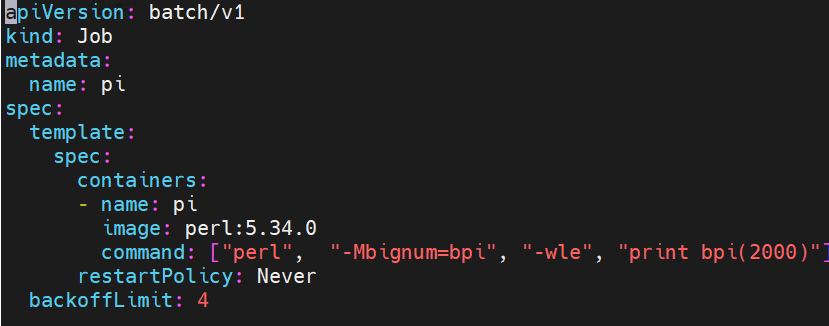 apiVersion: batch/v1
kind: Job
metadata:
  name: pi
spec:
  template:
    spec:
      containers:
      - name: pi
        image: perl:5.34.0
        command: ["perl",  "-Mbignum=bpi", "-wle", "print bpi(2000)"]
      restartPolicy: Never
  backoffLimit: 4